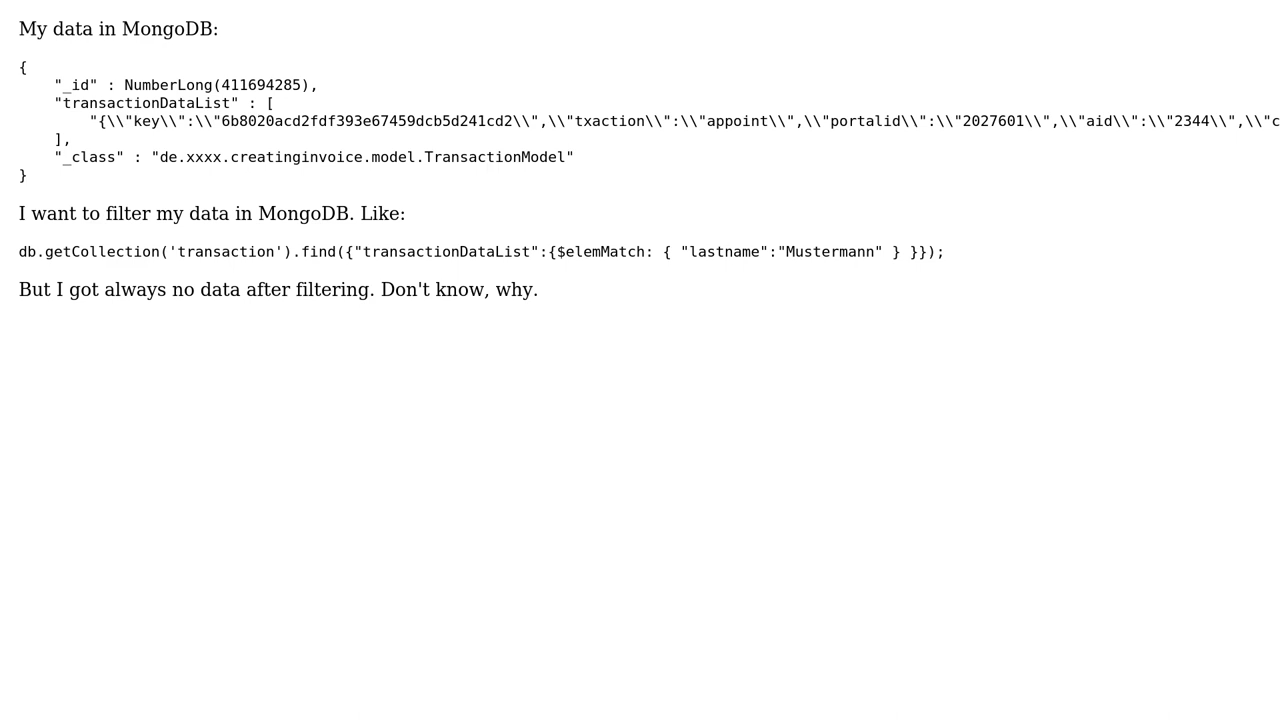 My data in MongoDB:
{
    "_id" : NumberLong(411694285),
    "transactionDataList" : [
        "{\\"key\\":\\"6b8020acd2fdf393e67459dcb5d241cd2\\",\\"txaction\\":\\"appoint\\",\\"portalid\\":\\"2027601\\",\\"aid\\":\\"2344\\",\\"c
    ],
    "_class" : "de.xxxx.creatinginvoice.model.TransactionModel"
}
I want to filter my data in MongoDB. Like:
db.getCollection('transaction').find({"transactionDataList":{$elemMatch: { "lastname":"Mustermann" } }});
But I got always no data after filtering. Don't know, why.